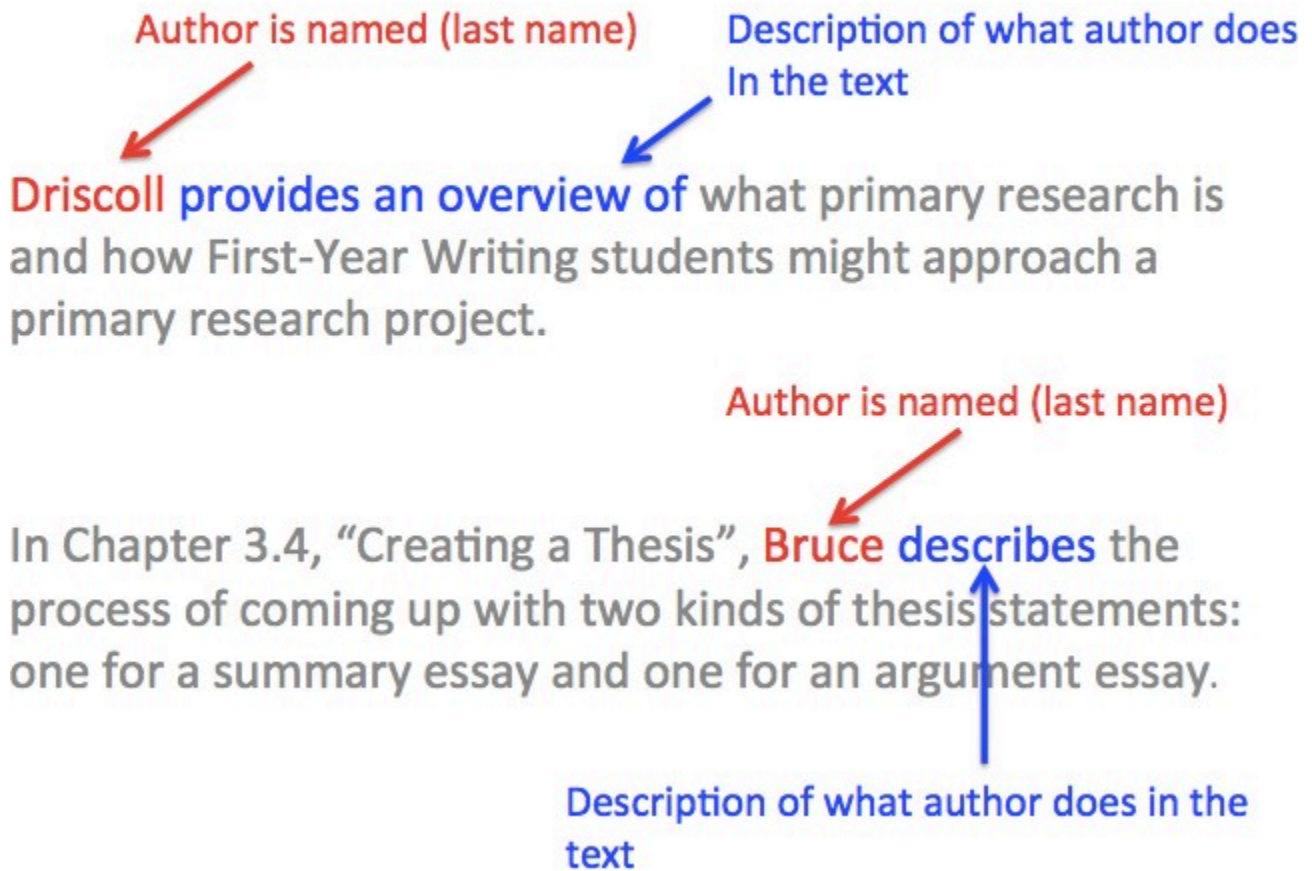 Author is named (last name)
Description of what author does
In the text
Driscoll provides an overview of what primary research is
and how First-Year Writing students might approach a
primary research project.
Author is named (last name)
In Chapter 3.4, “Creating a Thesis”, Bruce describes the
process of coming up with two kinds of thesis statements:
one for a summary essay and one for an argument essay.
Description of what author does in the
text